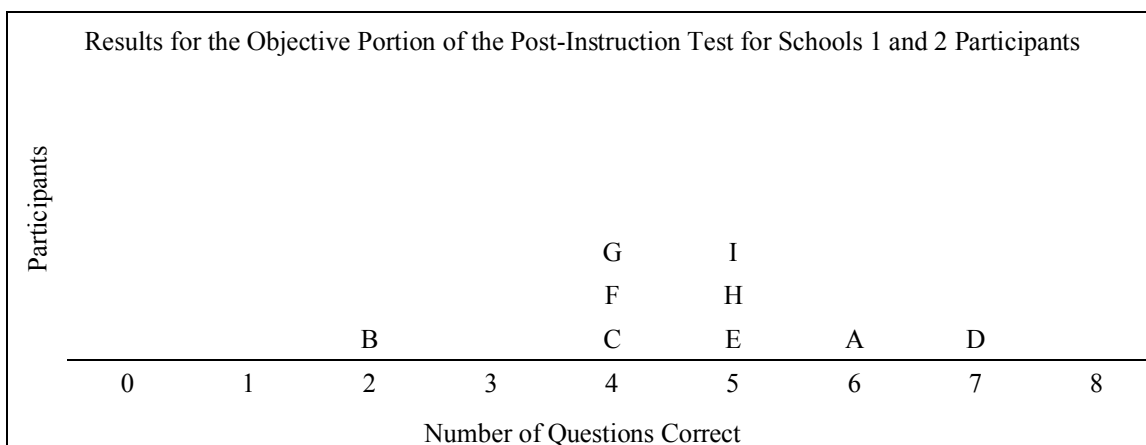 Results for the Objective Portion of the Post-Instruction Test for Schools 1 and 2 Participants
Participants
G I
F H
B C E A D
0 1 2 3 4 5 6 7 8
Number of Questions Correct